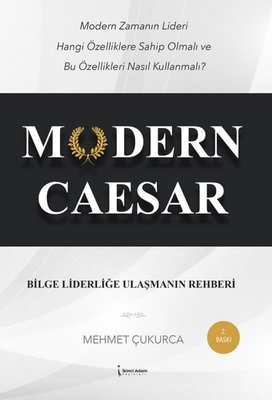 Modern Zamanın Lideri
Hangi Özelliklere Sahip Olmalı ve
Bu Özellikleri Nasıl Kullanmalı?
MODERN
CAESAR
BİLGE LİDERLİĞE ULAŞMANIN REHBERİ
MEHMET ÇUKURCA
2.
BASKI
İkinci Adam
Yayınları